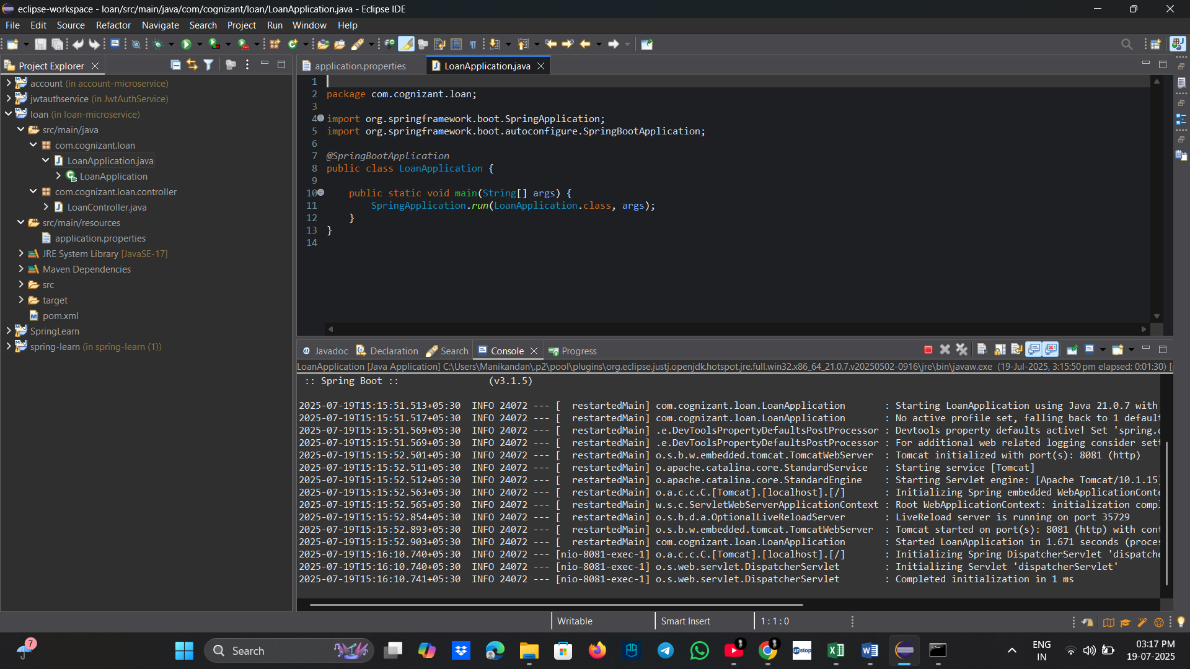 eclipse-workspace - loan/src/main/java/com/cognizant/loan/LoanApplication.java - Eclipse IDE
File Edit Source Refactor Navigate Search Project Run Window Help
Project Explorer
account (in account-microservice)
jwtauthservice (in JwtAuthService)
loan (in loan-microservice)
src/main/java
com.cognizant.loan
LoanApplication.java
LoanApplication
com.cognizant.loan.controller
LoanController.java
src/main/resources
application.properties
JRE System Library [JavaSE-17]
Maven Dependencies
src
target
pom.xml
SpringLearn
spring-learn (in spring-learn (1))
application.properties LoanApplication.java
1
2 package com.cognizant.loan;
3
4 import org.springframework.boot.SpringApplication;
5 import org.springframework.boot.autoconfigure.SpringBootApplication;
6
7 @SpringBootApplication
8 public class LoanApplication {
9
10 public static void main(String[] args) {
11 SpringApplication.run(LoanApplication.class, args);
12 }
13 }
14
Javadoc Declaration Search Console Progress
LoanApplication [Java Application] C:\Users\Manikandan\.p2\pool\plugins\org.eclipse.justj.openjdk.hotspot.jre.full.win32.x86_64_21.0.7.v20250502-0916\jre\bin\javaw.exe (19-Jul-2025, 3:15:50 pm elapsed: 0:01:30) [
:: Spring Boot :: (v3.1.5)
2025-07-19T15:15:51.513+05:30 INFO 24072 --- [ restartedMain] com.cognizant.loan.LoanApplication : Starting LoanApplication using Java 21.0.7 with
2025-07-19T15:15:51.517+05:30 INFO 24072 --- [ restartedMain] com.cognizant.loan.LoanApplication : No active profile set, falling back to 1 defaul
2025-07-19T15:15:51.569+05:30 INFO 24072 --- [ restartedMain] .e.DevToolsPropertyDefaultsPostProcessor : Devtools property defaults active! Set 'spring.
2025-07-19T15:15:51.569+05:30 INFO 24072 --- [ restartedMain] .e.DevToolsPropertyDefaultsPostProcessor : For additional web related logging consider set
2025-07-19T15:15:52.501+05:30 INFO 24072 --- [ restartedMain] o.s.b.w.embedded.tomcat.TomcatWebServer : Tomcat initialized with port(s): 8081 (http)
2025-07-19T15:15:52.511+05:30 INFO 24072 --- [ restartedMain] o.apache.catalina.core.StandardService : Starting service [Tomcat]
2025-07-19T15:15:52.512+05:30 INFO 24072 --- [ restartedMain] o.apache.catalina.core.StandardEngine : Starting Servlet engine: [Apache Tomcat/10.1.15]
2025-07-19T15:15:52.563+05:30 INFO 24072 --- [ restartedMain] o.a.c.c.C.[Tomcat].[localhost].[/] : Initializing Spring embedded WebApplicationConte
2025-07-19T15:15:52.565+05:30 INFO 24072 --- [ restartedMain] w.s.c.ServletWebServerApplicationContext : Root WebApplicationContext: initialization compl
2025-07-19T15:15:52.854+05:30 INFO 24072 --- [ restartedMain] o.s.b.d.a.OptionalLiveReloadServer : LiveReload server is running on port 35729
2025-07-19T15:15:52.893+05:30 INFO 24072 --- [ restartedMain] o.s.b.w.embedded.tomcat.TomcatWebServer : Tomcat started on port(s): 8081 (http) with cont
2025-07-19T15:15:52.903+05:30 INFO 24072 --- [ restartedMain] com.cognizant.loan.LoanApplication : Started LoanApplication in 1.671 seconds (proces
2025-07-19T15:16:10.740+05:30 INFO 24072 --- [nio-8081-exec-1] o.a.c.c.C.[Tomcat].[localhost].[/] : Initializing Spring DispatcherServlet 'dispatche
2025-07-19T15:16:10.740+05:30 INFO 24072 --- [nio-8081-exec-1] o.s.web.servlet.DispatcherServlet : Initializing Servlet 'dispatcherServlet'
2025-07-19T15:16:10.741+05:30 INFO 24072 --- [nio-8081-exec-1] o.s.web.servlet.DispatcherServlet : Completed initialization in 1 ms
Writable Smart Insert 1 : 1 : 0
7
Search
ENG
IN
03:17 PM
19-07-2025